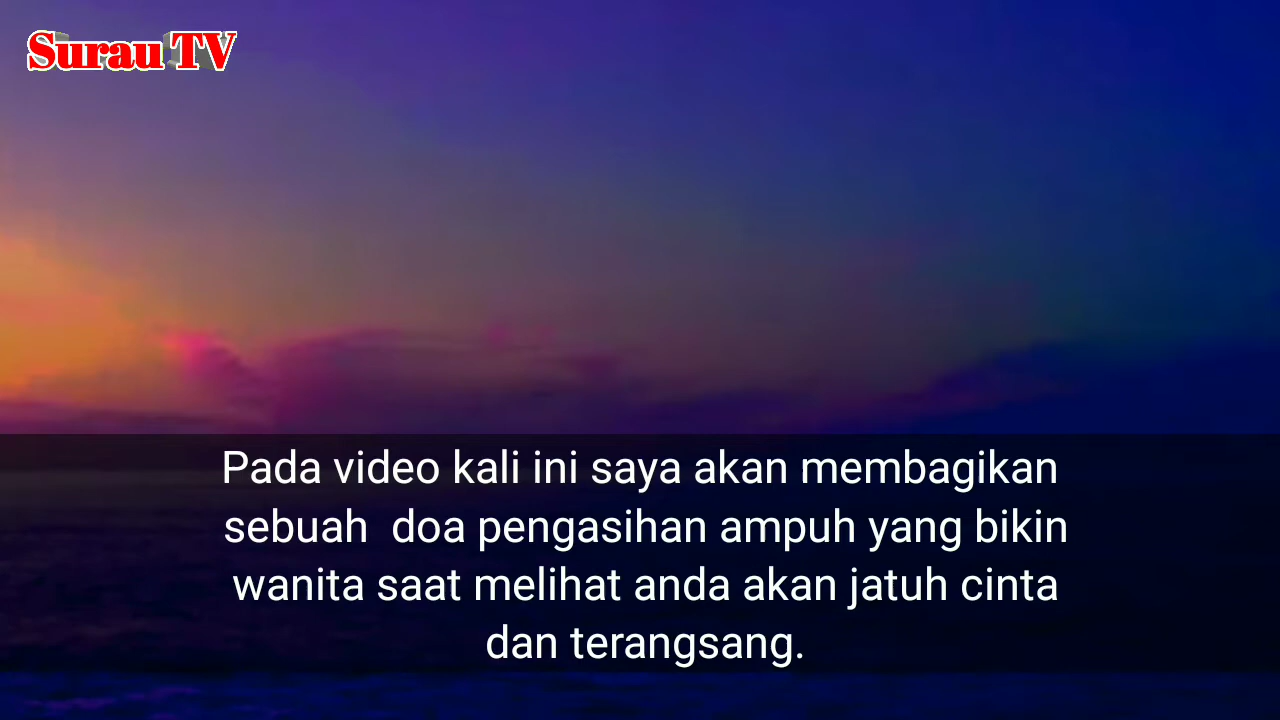 Surau TV
Pada video kali ini saya akan membagikan
sebuah  doa pengasihan ampuh yang bikin
wanita saat melihat anda akan jatuh cinta
dan terangsang.